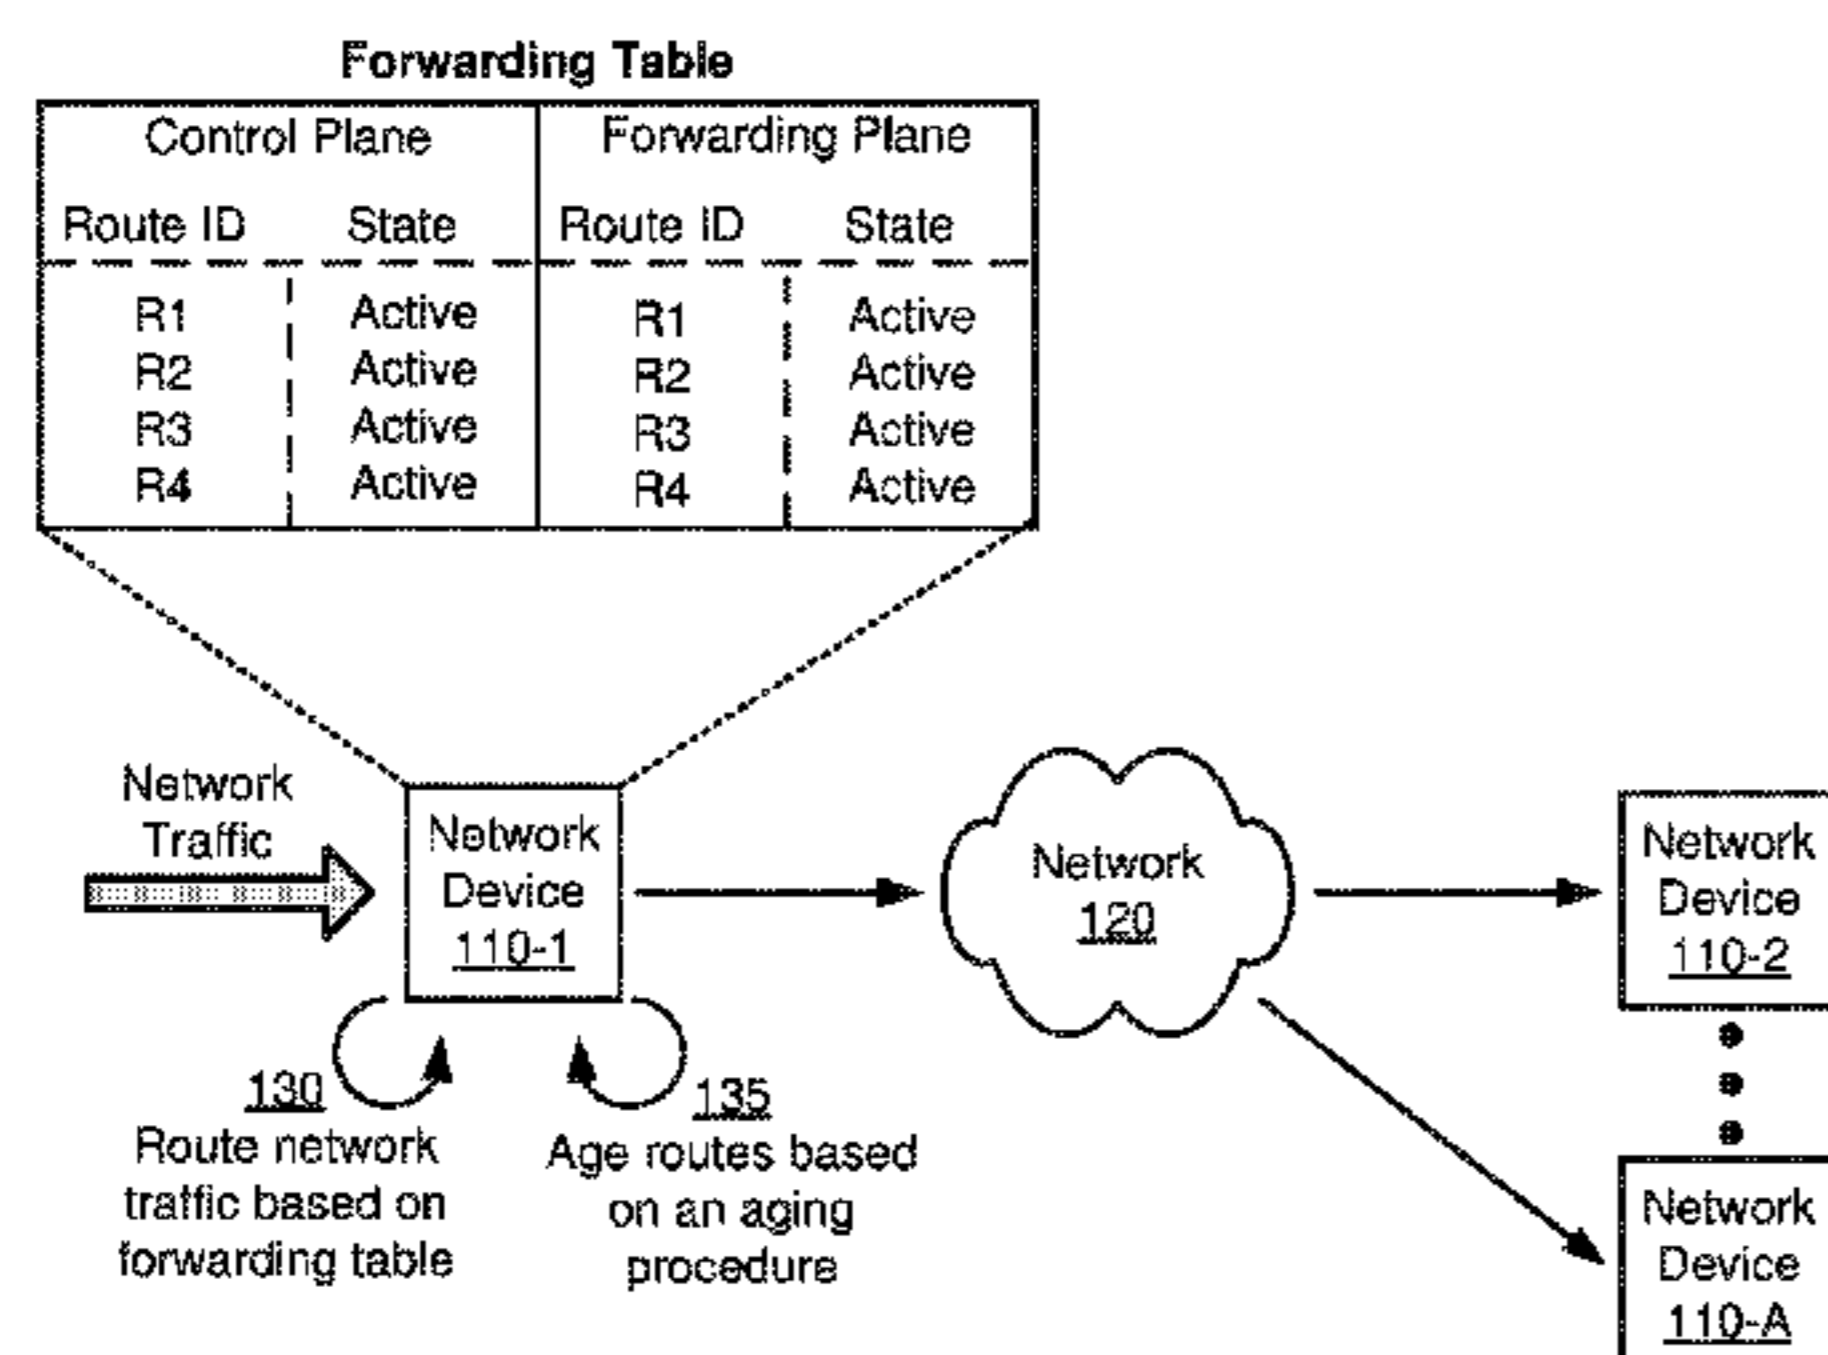 Forwarding Table
Control Plane Forwarding Plane
Route ID State Route ID State
R1 Active R1 Active
R2 Active R2 Active
R3 Active R3 Active
R4 Active R4 Active
Network
Traffic
Network
Device
110-1
Network
120
Network
Device
110-2
130
Route network
traffic based on
forwarding table
135
Age routes based
on an aging
procedure
Network
Device
110-A